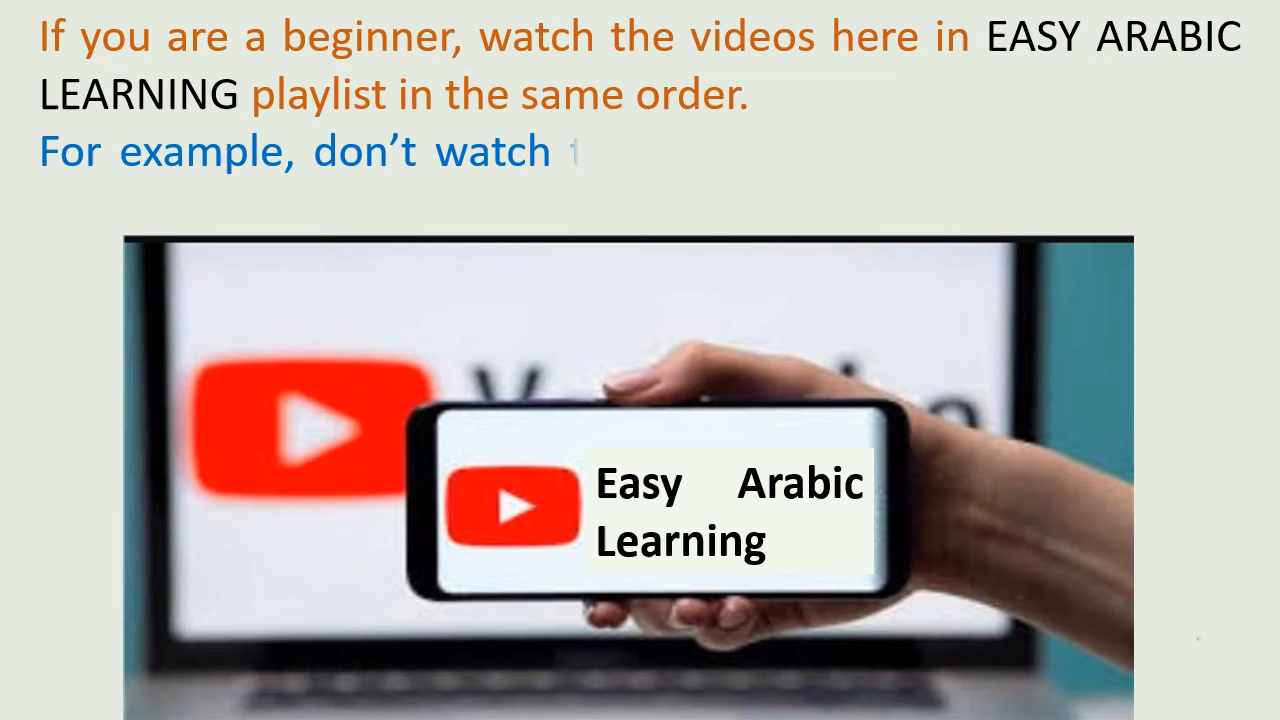 If you are a beginner, watch the videos here in EASY ARABIC
LEARNING playlist in the same order.
For example, don’t watch
Easy Arabic
Learning